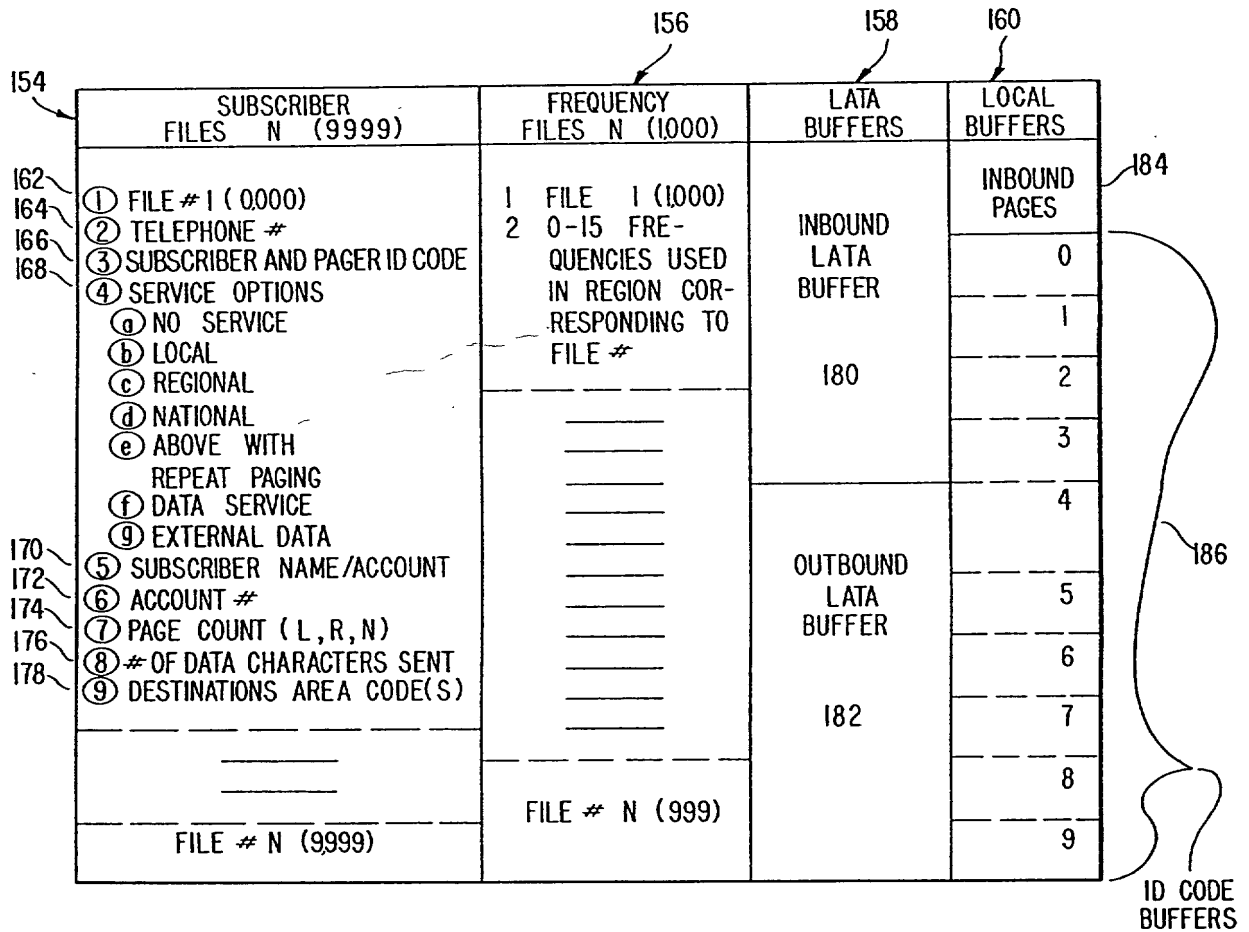 156
158
160
154
SUBSCRIBER
FILES N (9999)
FREQUENCY
FILES N (1,000)
LATA
BUFFERS
LOCAL
BUFFERS
162
① FILE # 1 (0,000)
164
② TELEPHONE #
166
③ SUBSCRIBER AND PAGER ID CODE
168
④ SERVICE OPTIONS
ⓐ NO SERVICE
ⓑ LOCAL
ⓒ REGIONAL
ⓓ NATIONAL
ⓔ ABOVE WITH
REPEAT PAGING
ⓕ DATA SERVICE
ⓖ EXTERNAL DATA
170
⑤ SUBSCRIBER NAME/ACCOUNT
172
⑥ ACCOUNT #
174
⑦ PAGE COUNT (L,R,N)
176
⑧ # OF DATA CHARACTERS SENT
178
⑨ DESTINATIONS AREA CODE(S)
FILE # N (9,999)
1 FILE 1 (1,000)
2 0-15 FRE-
QUENCIES USED
IN REGION COR-
RESPONDING TO
FILE #
FILE # N (999)
INBOUND
LATA
BUFFER
180
OUTBOUND
LATA
BUFFER
182
INBOUND
PAGES
184
0
1
2
3
4
5
6
7
8
9
186
ID CODE
BUFFERS